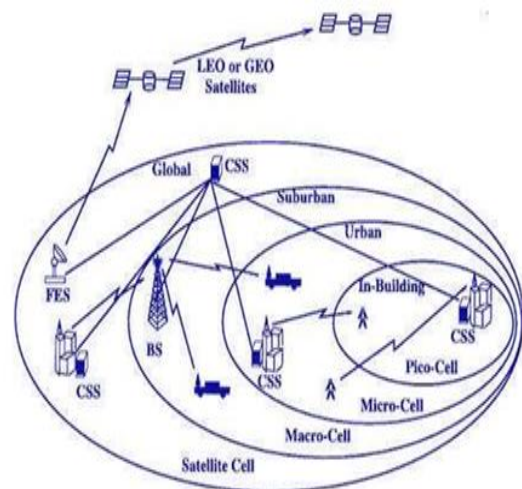 LEO or GEO
Satellites
Global
CSS
Suburban
Urban
FES
In-Building
BS
CSS
CSS
CSS
Pico-Cell
Micro-Cell
Macro-Cell
Satellite Cell